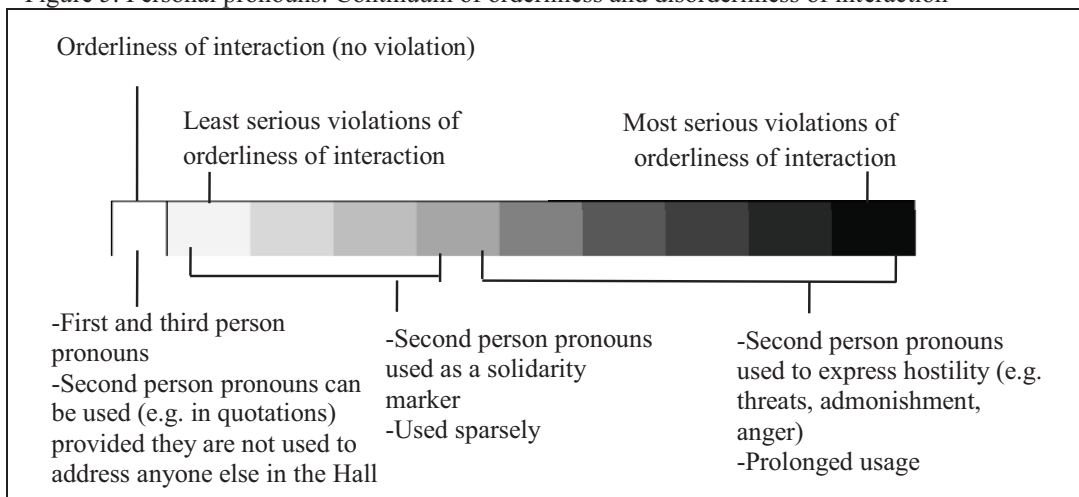 Figure 5. Personal pronouns: Continuum of orderliness and disorderliness of interaction
Orderliness of interaction (no violation)
Least serious violations of
orderliness of interaction
Most serious violations of
orderliness of interaction
-First and third person
pronouns
-Second person pronouns can
be used (e.g. in quotations)
provided they are not used to
address anyone else in the Hall
-Second person pronouns
used as a solidarity
marker
-Used sparsely
-Second person pronouns
used to express hostility (e.g.
threats, admonishment,
anger)
-Prolonged usage